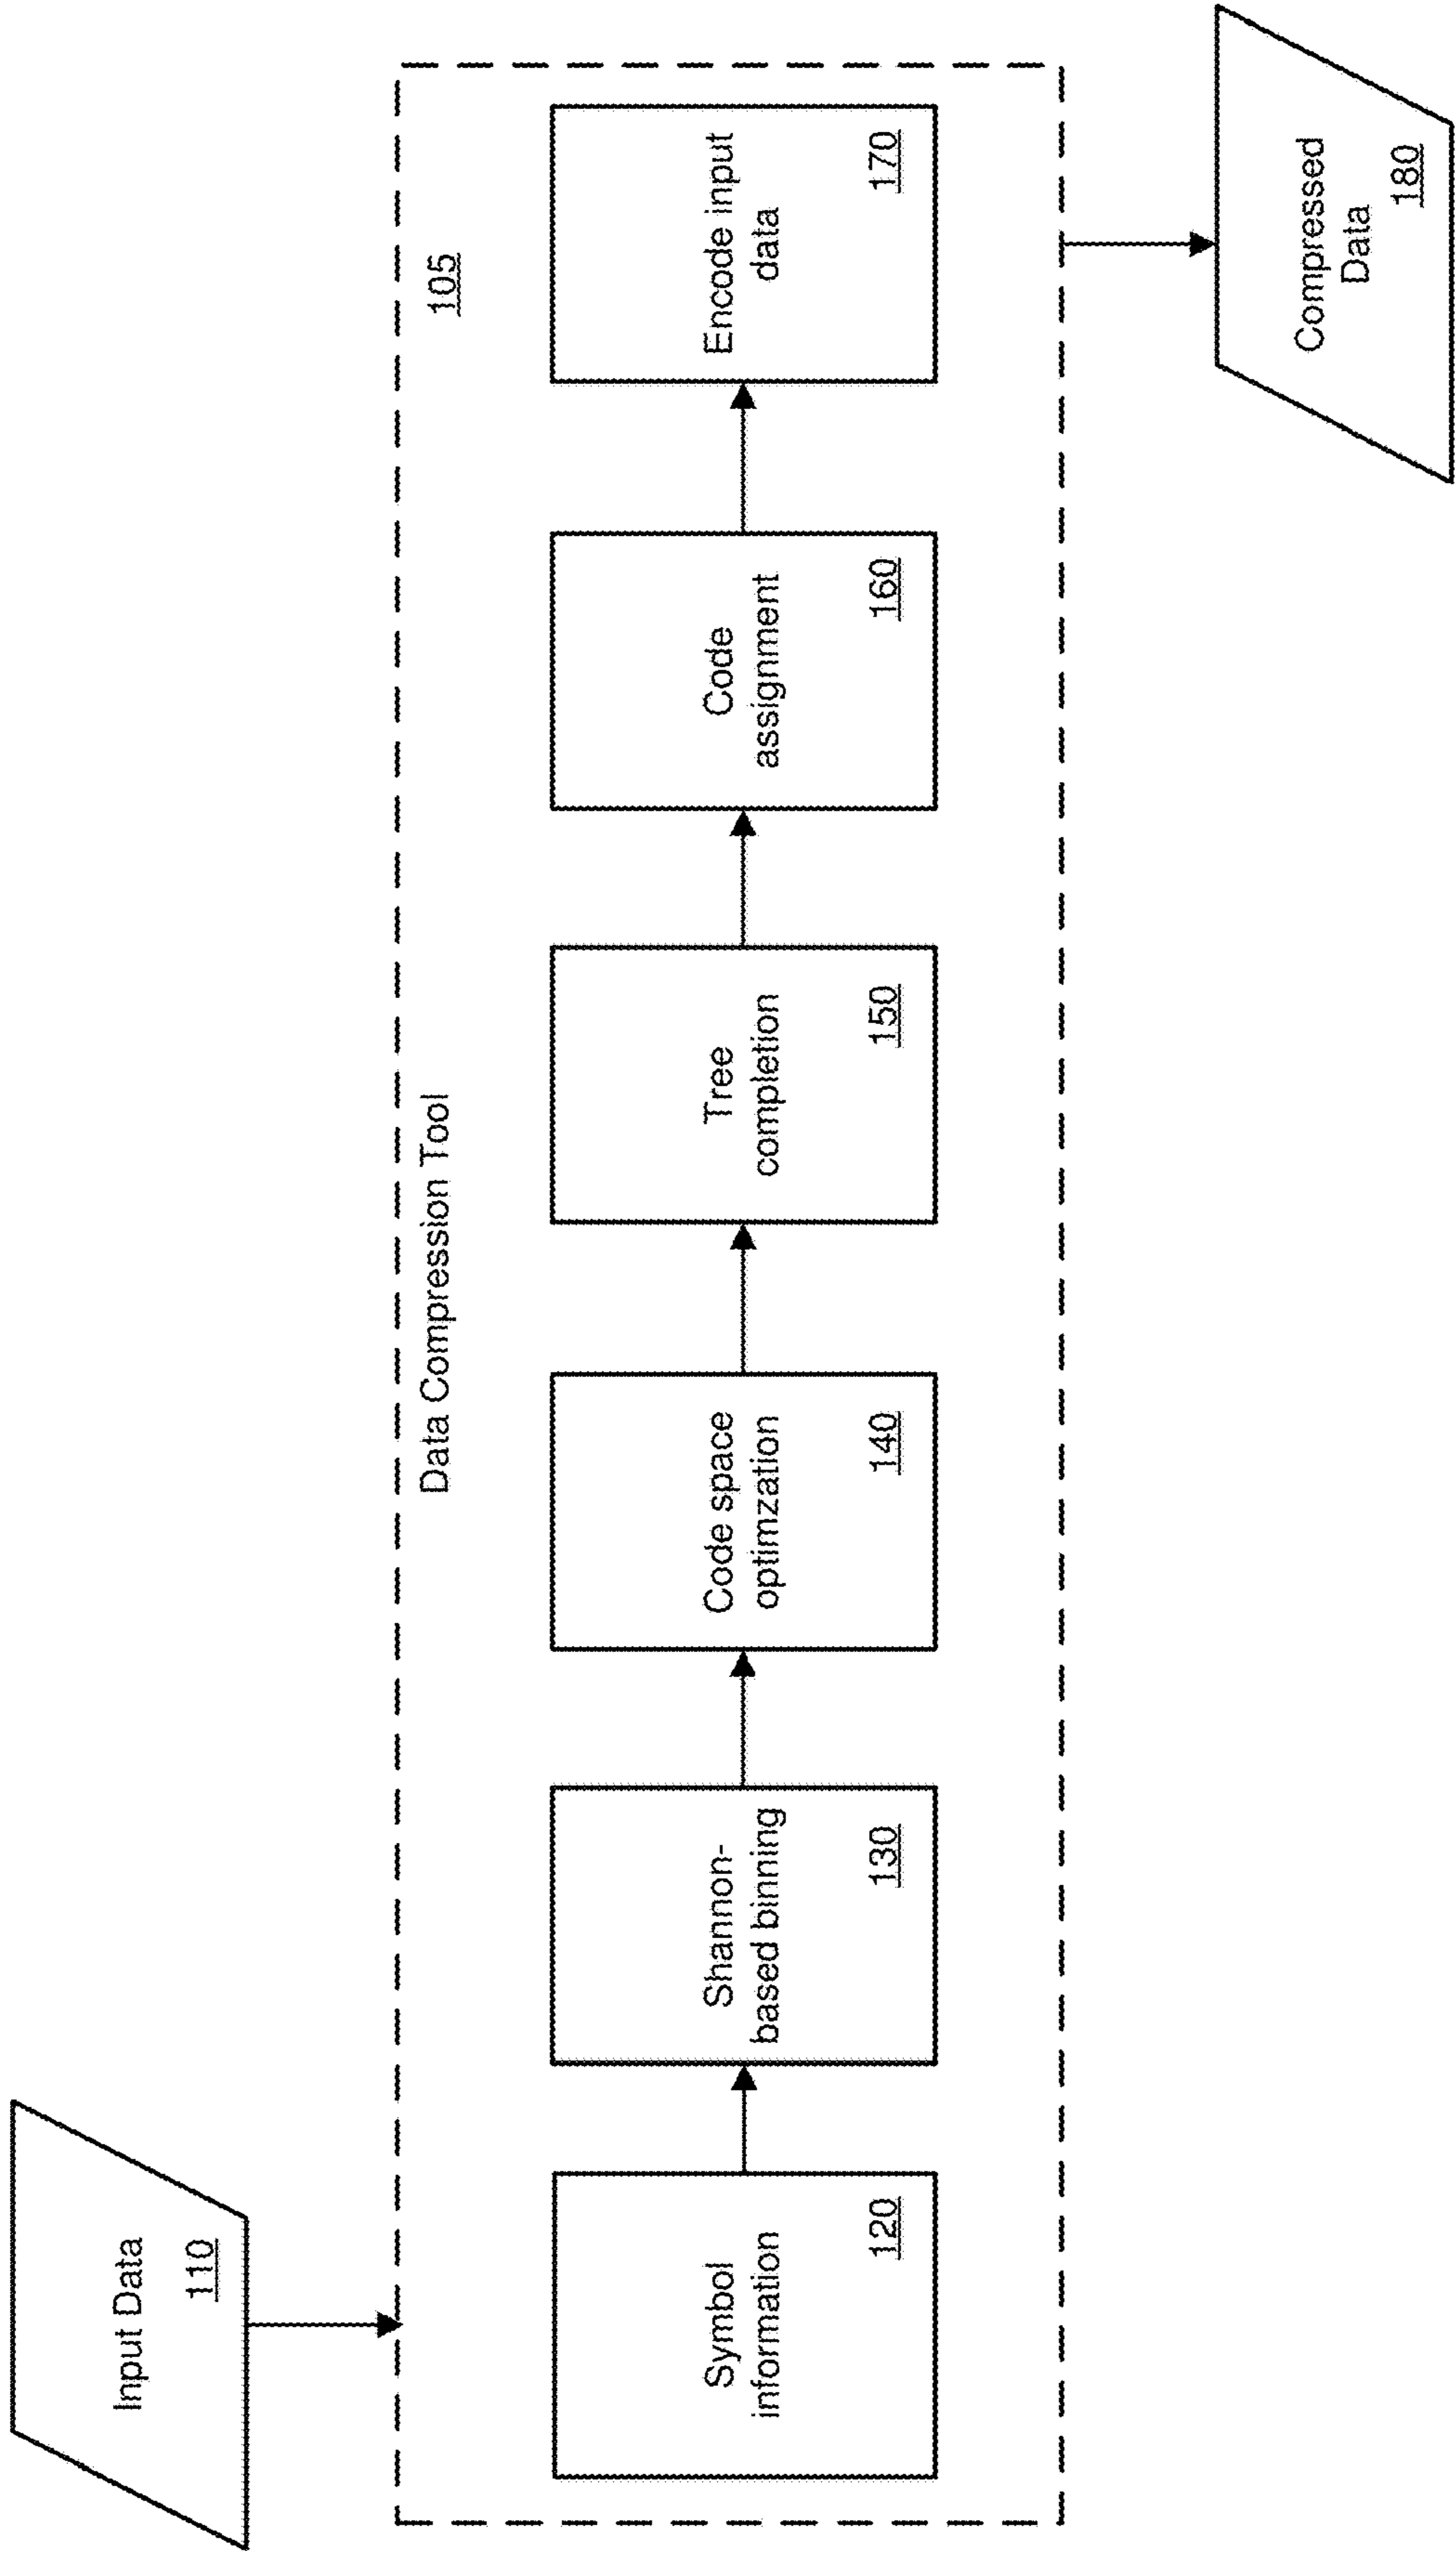 Input Data
110
Data Compression Tool
105
Symbol
information
120
Shannon-
based binning
130
Code space
optimzation
140
Tree
completion
150
Code
assignment
160
Encode input
data
170
Compressed
Data
180